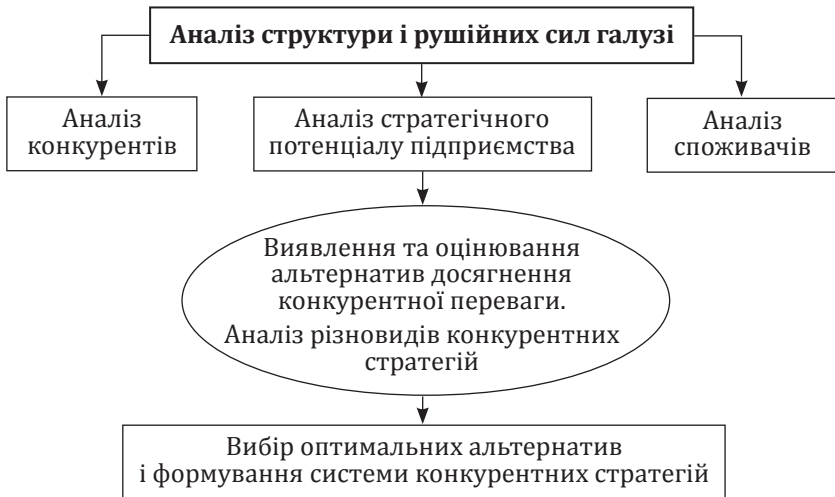 Аналіз структури і рушійних сил галузі
Аналіз
конкурентів
Аналіз стратегічного
потенціалу підприємства
Аналіз
споживачів
Виявлення та оцінювання
альтернатив досягнення
конкурентної переваги.
Аналіз різновидів конкурентних
стратегій
Вибір оптимальних альтернатив
і формування системи конкурентних стратегій